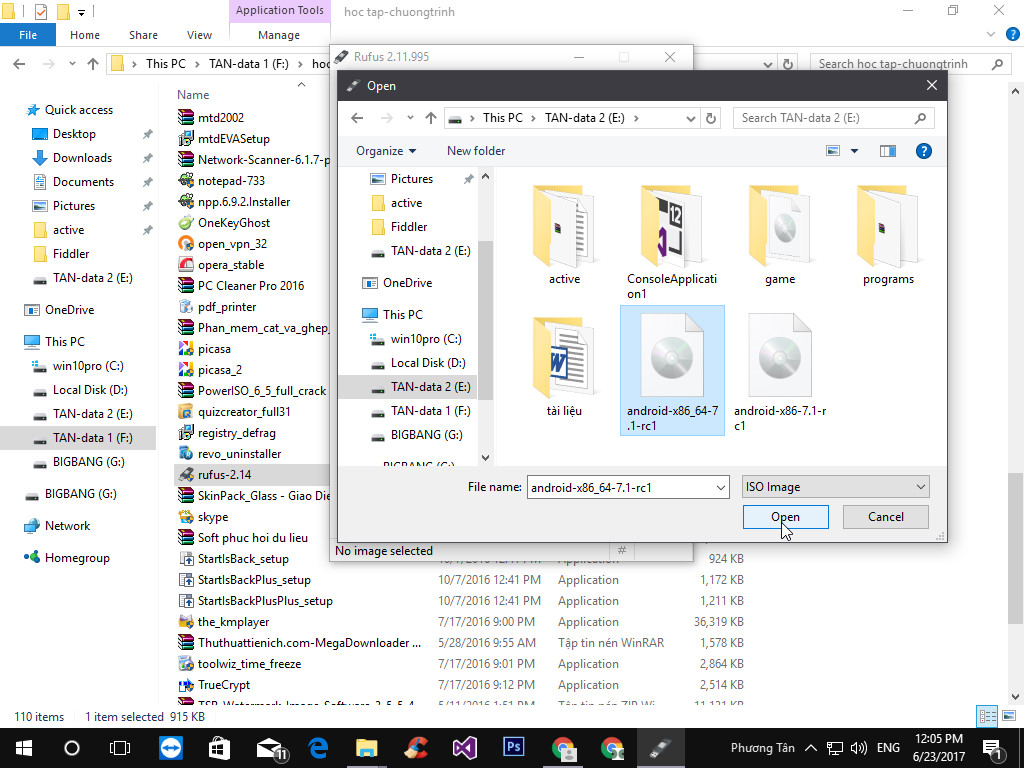 Application Tools
hoc tap-chuongtrinh
File
Home
Share
View
Manage
This PC
TAN-data 1 (F:)
Search hoc tap-chuongtrinh
Quick access
Desktop
Downloads
Documents
Pictures
active
Fiddler
TAN-data 2 (E:)
OneDrive
This PC
win10pro (C:)
Local Disk (D:)
TAN-data 2 (E:)
TAN-data 1 (F:)
BIGBANG (G:)
BIGBANG (G:)
Network
Homegroup
Name
mtd2002
mtdEVASetup
Network-Scanner-6.1.7-p
notepad-733
npp.6.9.2.Installer
OneKeyGhost
open_vpn_32
opera_stable
PC Cleaner Pro 2016
pdf_printer
Phan_mem_cat_va_ghep_
picasa
picasa_2
PowerISO_6_5_full_crack
quizcreator_full31
registry_defrag
revo_uninstaller
rufus-2.14
SkinPack_Glass - Giao Die
skype
Soft phuc hoi du lieu
StartIsBack_setup 924 KB
StartIsBackPlus_setup 10/7/2016 12:41 PM Application 1,172 KB
StartIsBackPlusPlus_setup 10/7/2016 12:41 PM Application 1,211 KB
the_kmplayer 7/17/2016 9:00 PM Application 36,319 KB
Thuthuattienich.com-MegaDownloader ... 5/28/2016 9:55 AM Tập tin nén WinRAR 1,578 KB
toolwiz_time_freeze 7/17/2016 9:01 PM Application 2,864 KB
TrueCrypt 7/17/2016 9:12 PM Application 2,514 KB
Rufus 2.11.995
Open
This PC
TAN-data 2 (E:)
Search TAN-data 2 (E:)
Organize
New folder
Pictures
active
Fiddler
TAN-data 2 (E:)
OneDrive
This PC
win10pro (C:)
Local Disk (D:)
TAN-data 2 (E:)
TAN-data 1 (F:)
BIGBANG (G:)
active
ConsoleApplicati
on1
game
programs
tài liệu
android-x86_64-7
.1-rc1
android-x86-7.1-r
c1
File name:
android-x86_64-7.1-rc1
ISO Image
Open
Cancel
No image selected
#
110 items
1 item selected 915 KB
11
Ps
Phương Tân
ENG
12:05 PM
6/23/2017
1